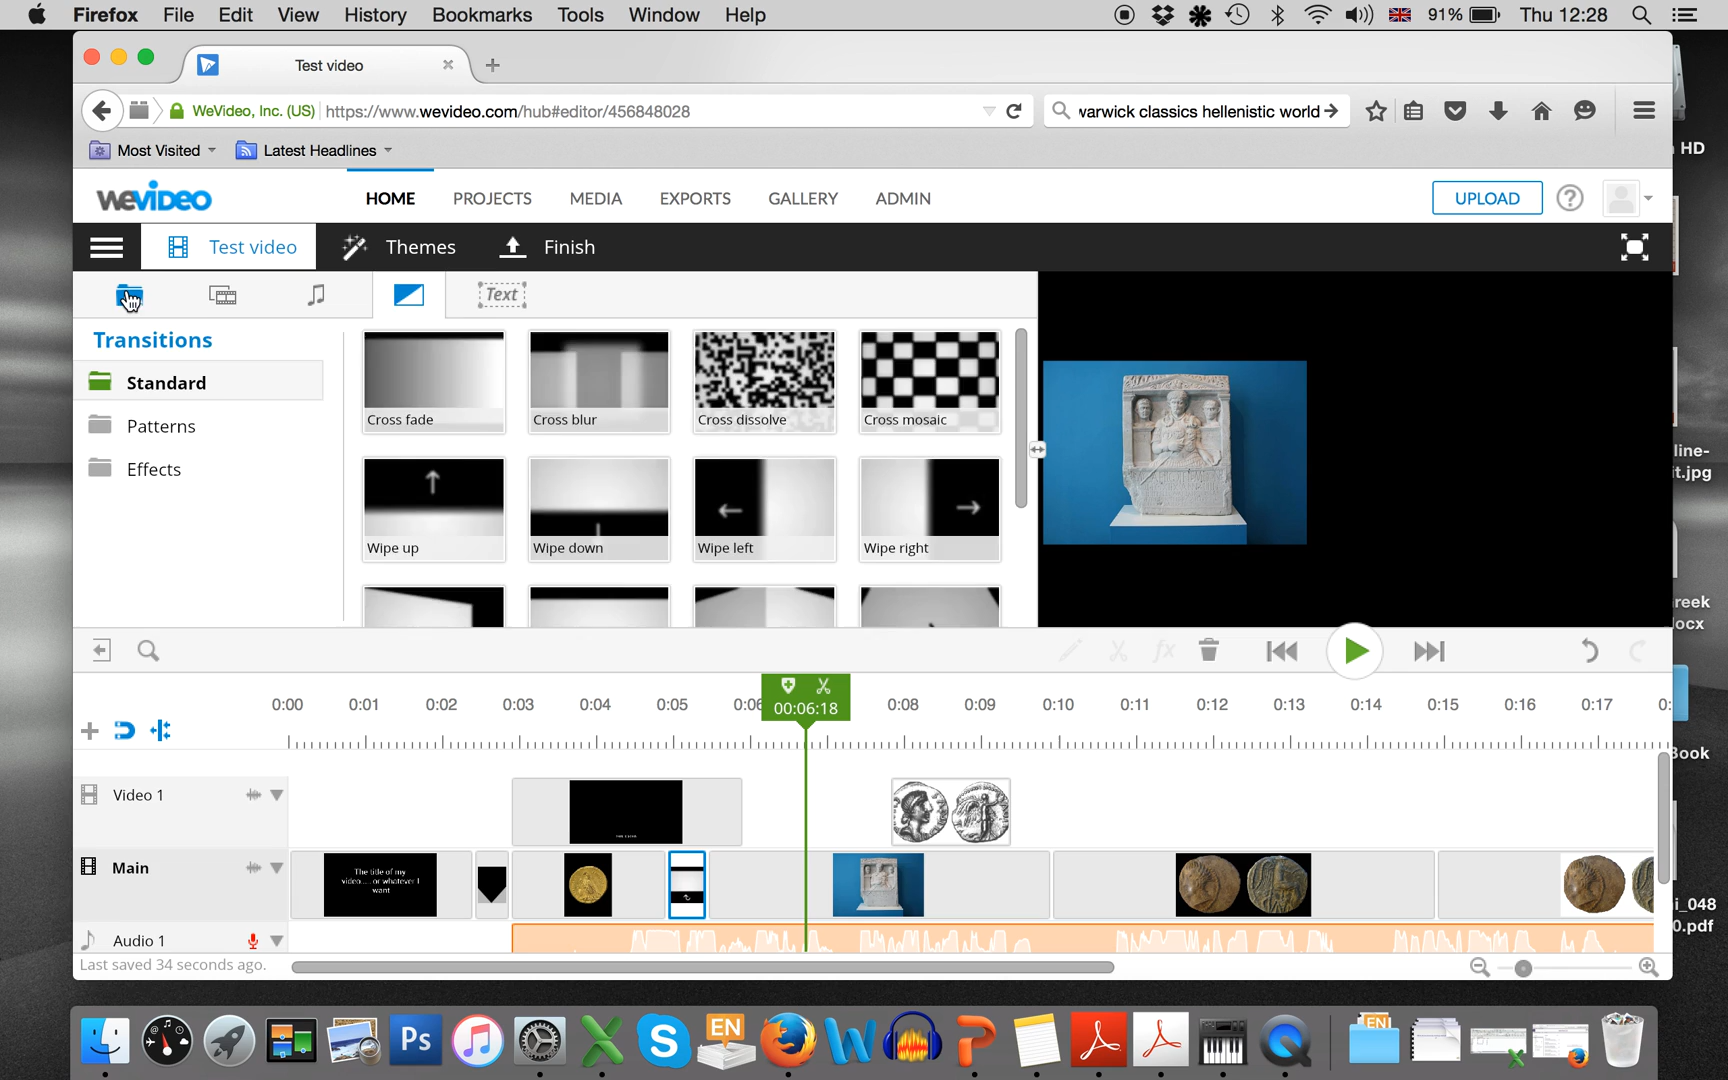 Firefox File Edit View History Bookmarks Tools Window Help 91% Thu 12:28
Test video
WeVideo, Inc. (US) https://www.wevideo.com/hub#editor/456848028 warwick classics hellenistic world
Most Visited Latest Headlines
HD
wevideo HOME PROJECTS MEDIA EXPORTS GALLERY ADMIN UPLOAD ?
Test video Themes Finish
Text
Transitions
Standard
Patterns
Effects
Cross fade Cross blur Cross dissolve Cross mosaic
Wipe up Wipe down Wipe left Wipe right
line-
it.jpg
reek
ocx
fx
0:00 0:01 0:02 0:03 0:04 0:05 0:06 00:06:18 0:08 0:09 0:10 0:11 0:12 0:13 0:14 0:15 0:16 0:17 0:
Book
Video 1
Main
The title of my
video.....or whatever I
want
Audio 1
i_048
0.pdf
Last saved 34 seconds ago.
Ps EN EN